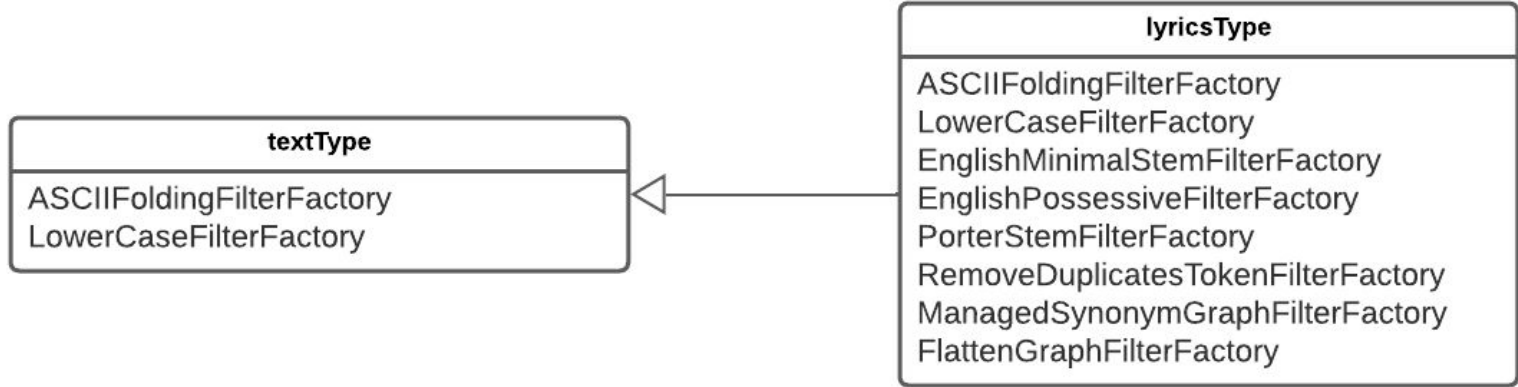 textType
ASCIIFoldingFilterFactory
LowerCaseFilterFactory
lyricsType
ASCIIFoldingFilterFactory
LowerCaseFilterFactory
EnglishMinimalStemFilterFactory
EnglishPossessiveFilterFactory
PorterStemFilterFactory
RemoveDuplicatesTokenFilterFactory
ManagedSynonymGraphFilterFactory
FlattenGraphFilterFactory